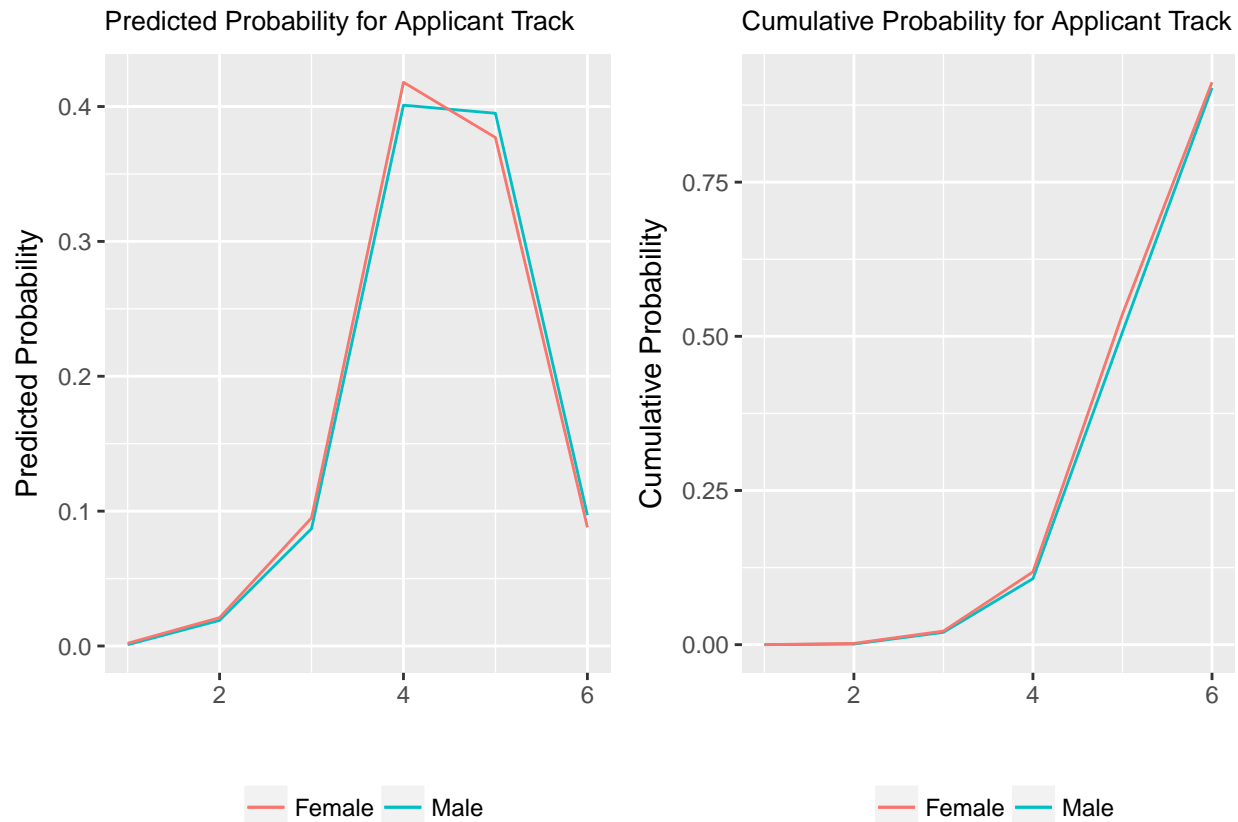 Predicted Probability for Applicant Track
Predicted Probability
0.4
0.3
0.2
0.1
0.0
2 4 6
Female Male
Cumulative Probability for Applicant Track
Cumulative Probability
0.75
0.50
0.25
0.00
2 4 6
Female Male